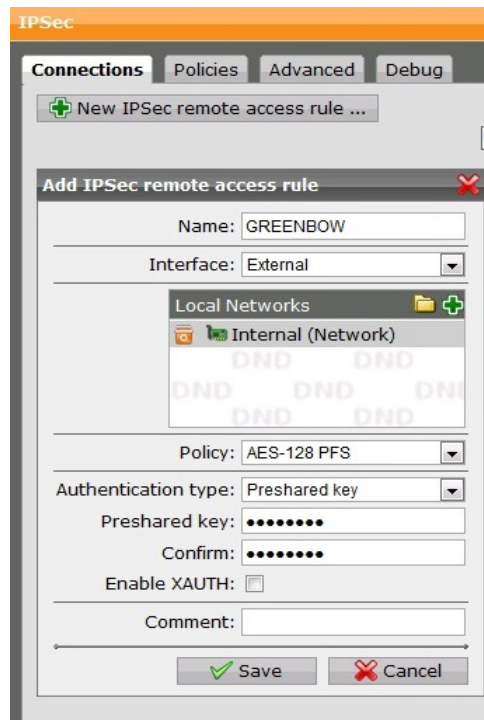 IPSec
Connections Policies Advanced Debug
New IPSec remote access rule ...
Add IPSec remote access rule
Name: GREENBOW
Interface: External
Local Networks
Internal (Network)
DND DND
DND DND DND
DND DND
Policy: AES-128 PFS
Authentication type: Preshared key
Preshared key: ●●●●●●●●
Confirm: ●●●●●●●●
Enable XAUTH:
Comment:
Save Cancel